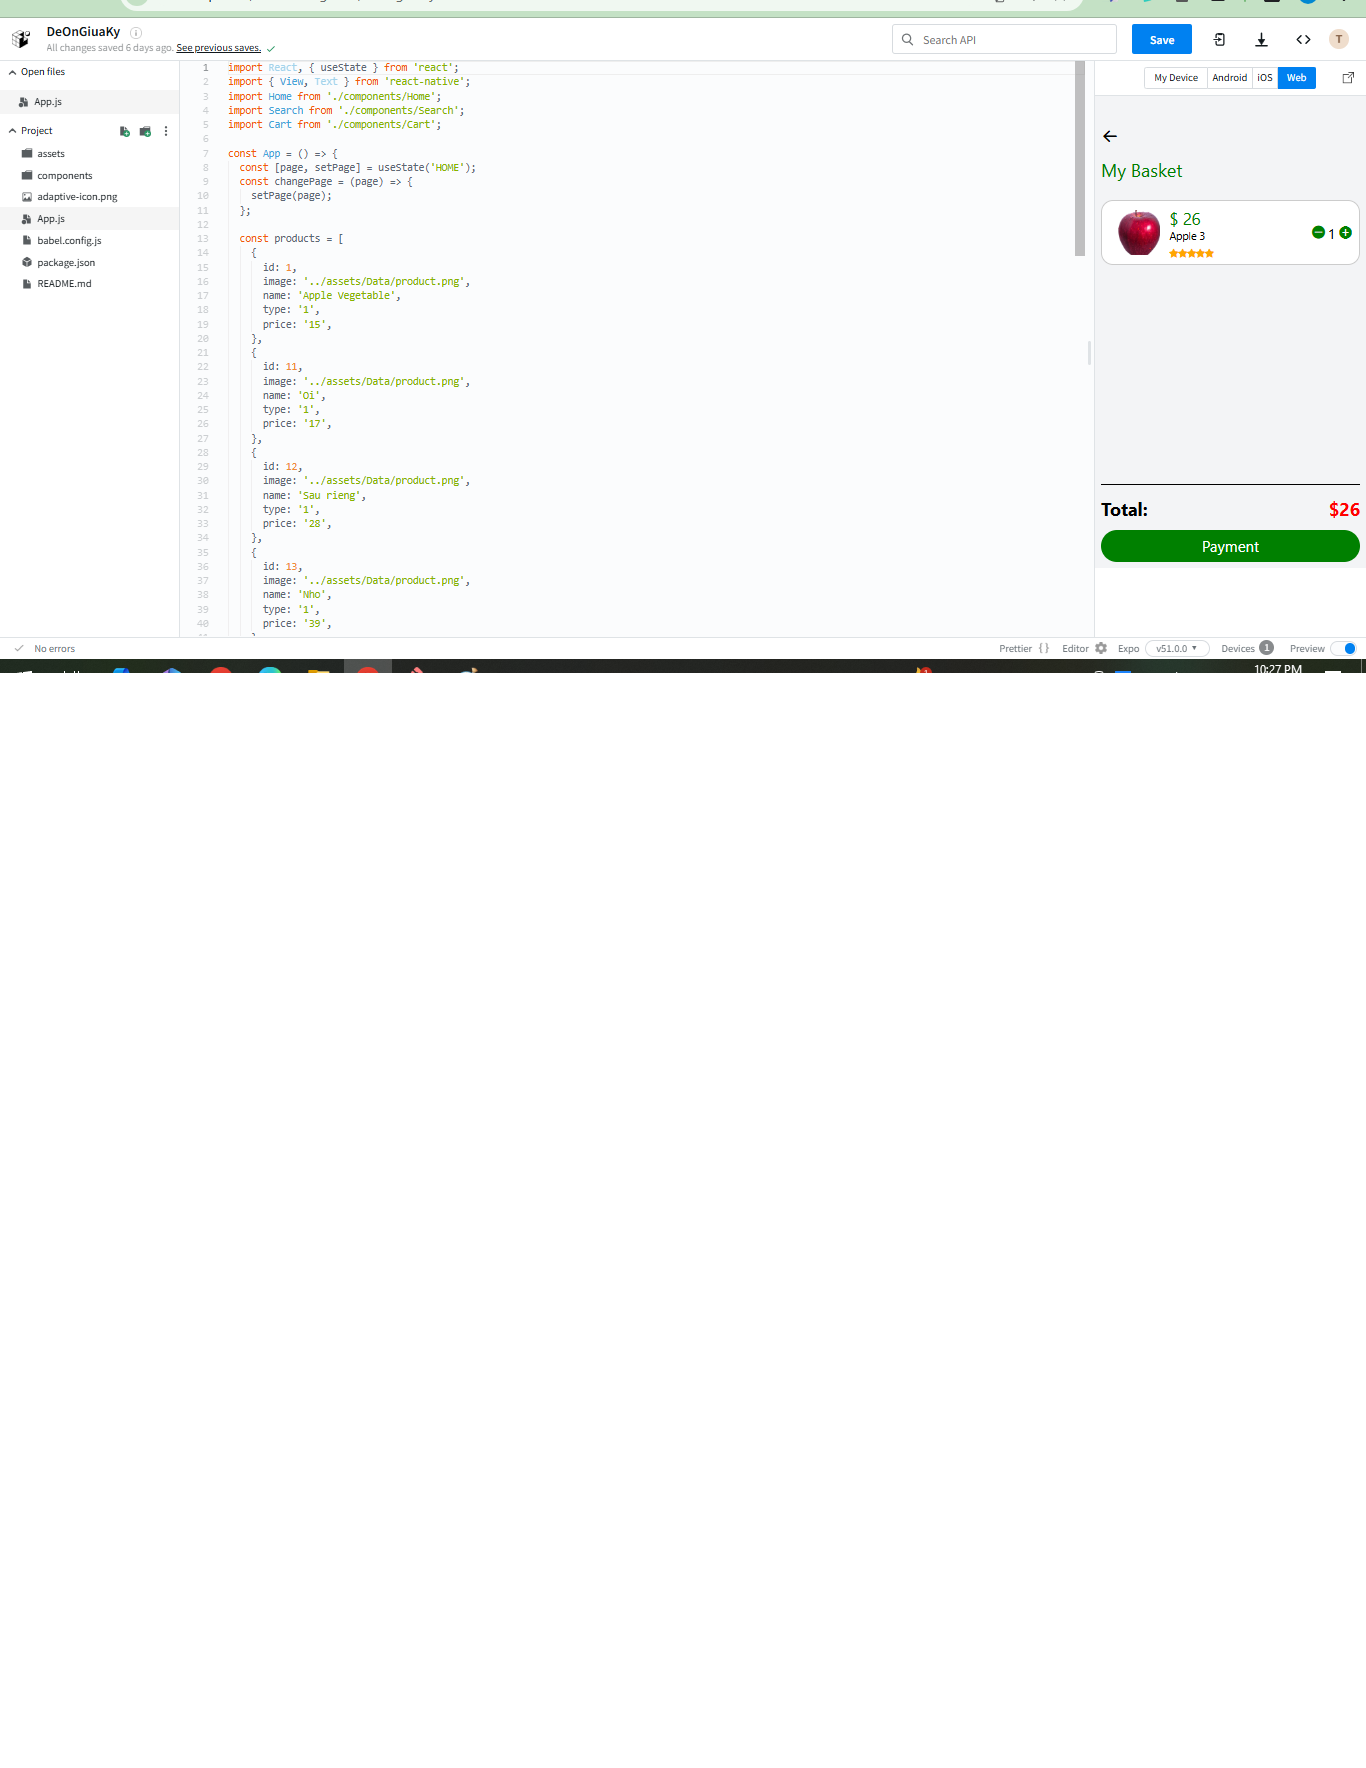 DeOnGiuaKy
All changes saved 6 days ago. See previous saves.
Search API
Save
T
Open files
App.js
Project
assets
components
adaptive-icon.png
App.js
babel.config.js
package.json
README.md
1 import React, { useState } from 'react';
2 import { View, Text } from 'react-native';
3 import Home from './components/Home';
4 import Search from './components/Search';
5 import Cart from './components/Cart';
6
7 const App = () => {
8 const [page, setPage] = useState('HOME');
9 const changePage = (page) => {
10 setPage(page);
11 };
12
13 const products = [
14 {
15 id: 1,
16 image: '../assets/Data/product.png',
17 name: 'Apple Vegetable',
18 type: '1',
19 price: '15',
20 },
21 {
22 id: 11,
23 image: '../assets/Data/product.png',
24 name: 'Oi',
25 type: '1',
26 price: '17',
27 },
28 {
29 id: 12,
30 image: '../assets/Data/product.png',
31 name: 'Sau rieng',
32 type: '1',
33 price: '28',
34 },
35 {
36 id: 13,
37 image: '../assets/Data/product.png',
38 name: 'Nho',
39 type: '1',
40 price: '39',
My Device Android iOS Web
My Basket
$ 26
Apple 3
1
Total: $26
Payment
No errors
Prettier {} Editor Expo v51.0.0 Devices 1 Preview
10:27 PM